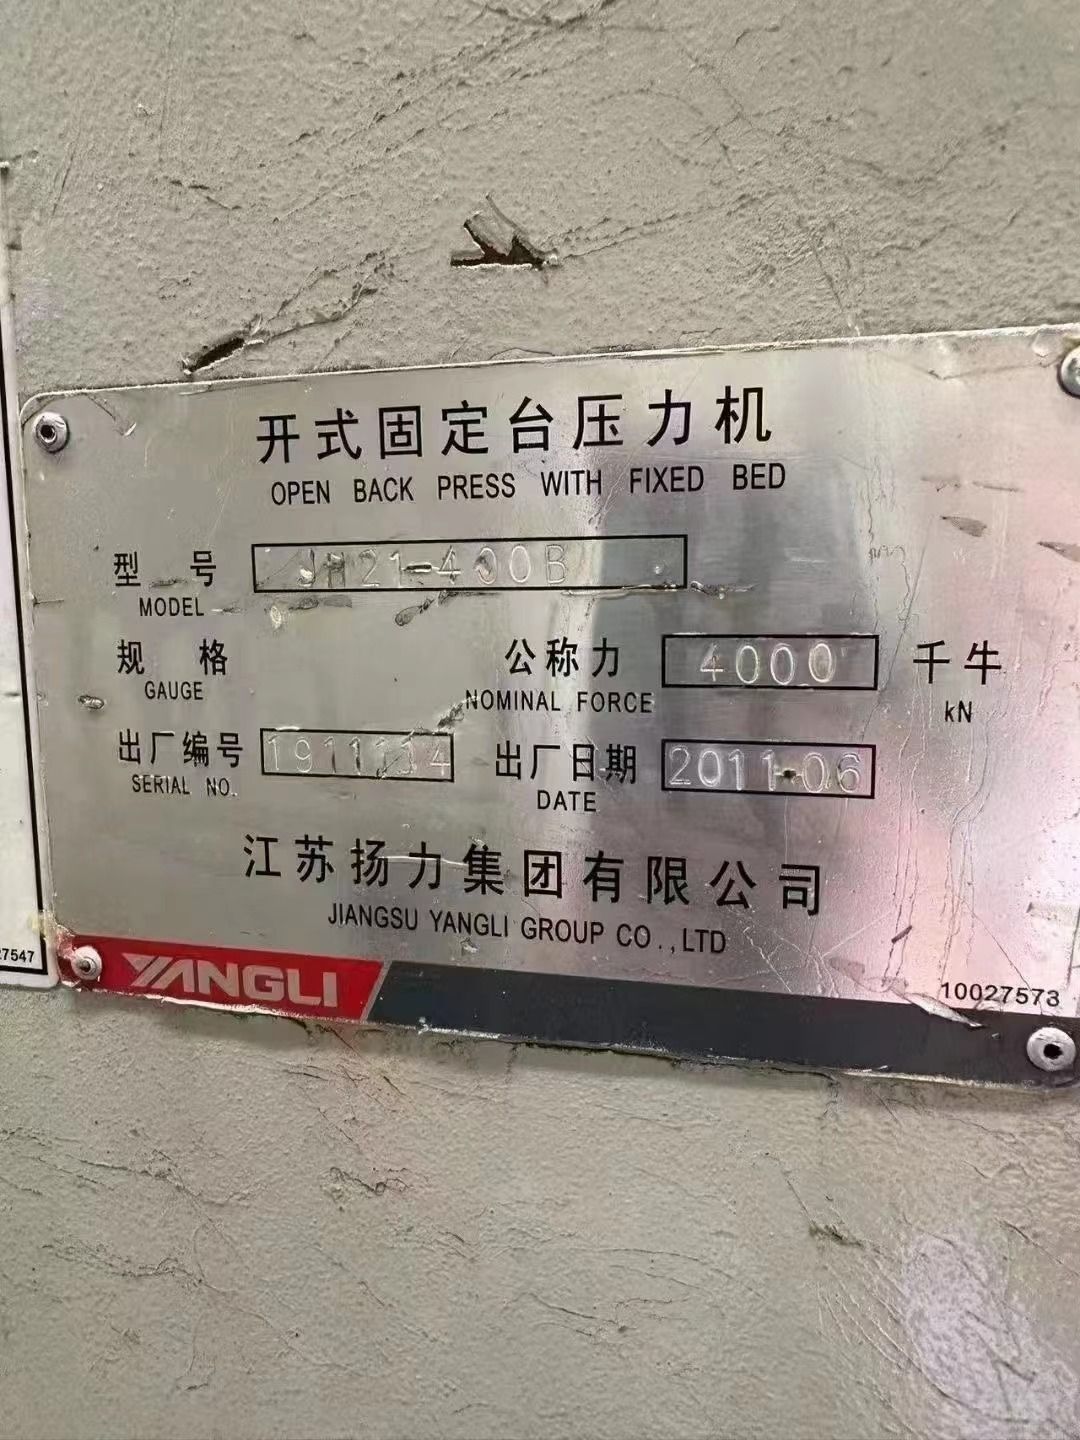 开式固定台压力机
OPEN BACK PRESS WITH FIXED BED
型 号 JH21-400B
MODEL
规 格 公称力 4000 千牛
GAUGE NOMINAL FORCE kN
出厂编号 1911134 出厂日期 2011-06
SERIAL NO. DATE
江苏扬力集团有限公司
JIANGSU YANGLI GROUP CO.,LTD
27547
YANGLI
10027573